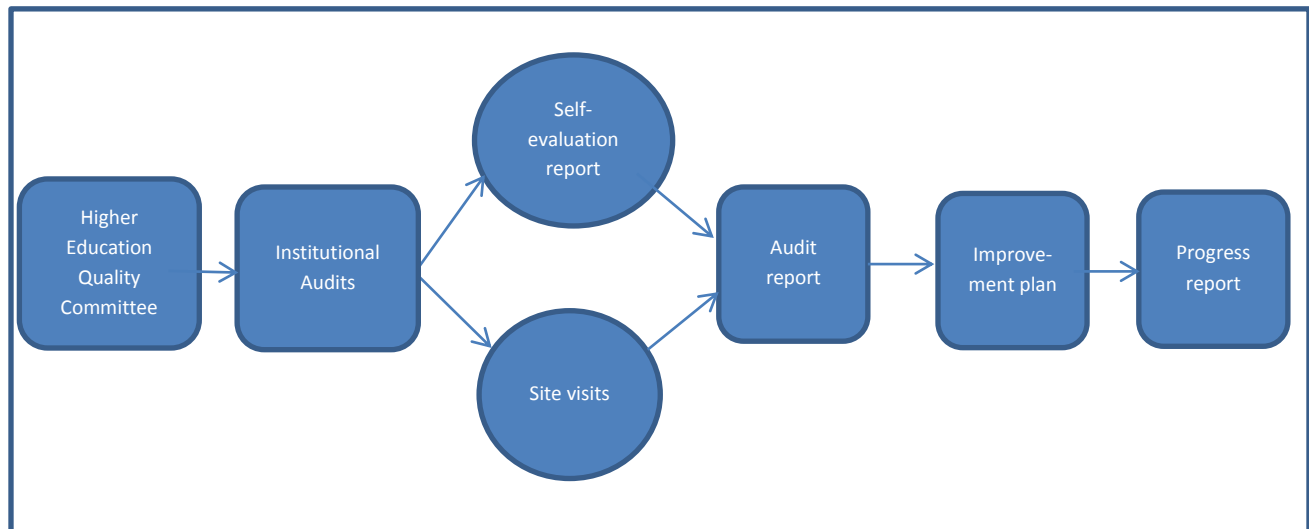 Higher
Education
Quality
Committee
Institutional
Audits
Self-
evaluation
report
Site visits
Audit
report
Improve-
ment plan
Progress
report